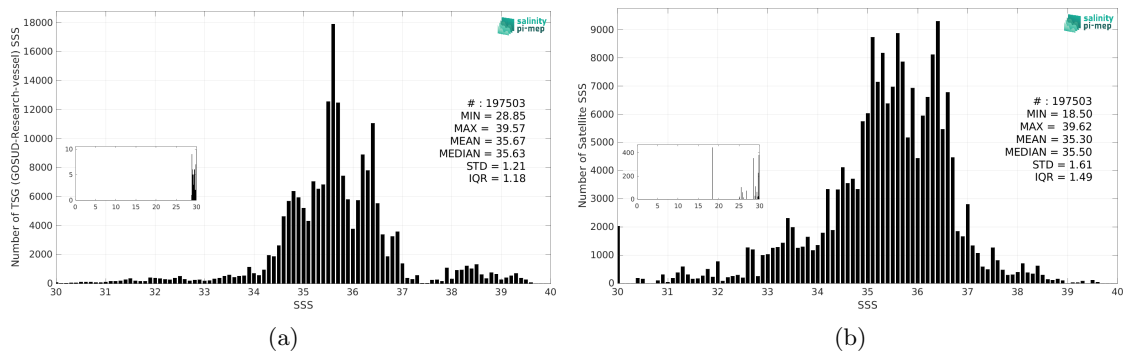 salinity
pi-mep
Number of TSG (GOSUD-Research-vessel) SSS
18000
16000
14000
12000
10000
8000
6000
4000
2000
0
# : 197503
MIN = 28.85
MAX = 39.57
MEAN = 35.67
MEDIAN = 35.63
STD = 1.21
IQR = 1.18
10
5
0
0 5 10 15 20 25 30
30 31 32 33 34 35 36 37 38 39 40
SSS
(a)
salinity
pi-mep
Number of Satellite SSS
9000
8000
7000
6000
5000
4000
3000
2000
1000
0
# : 197503
MIN = 18.50
MAX = 39.62
MEAN = 35.30
MEDIAN = 35.50
STD = 1.61
IQR = 1.49
400
200
0
0 5 10 15 20 25 30
30 31 32 33 34 35 36 37 38 39 40
SSS
(b)